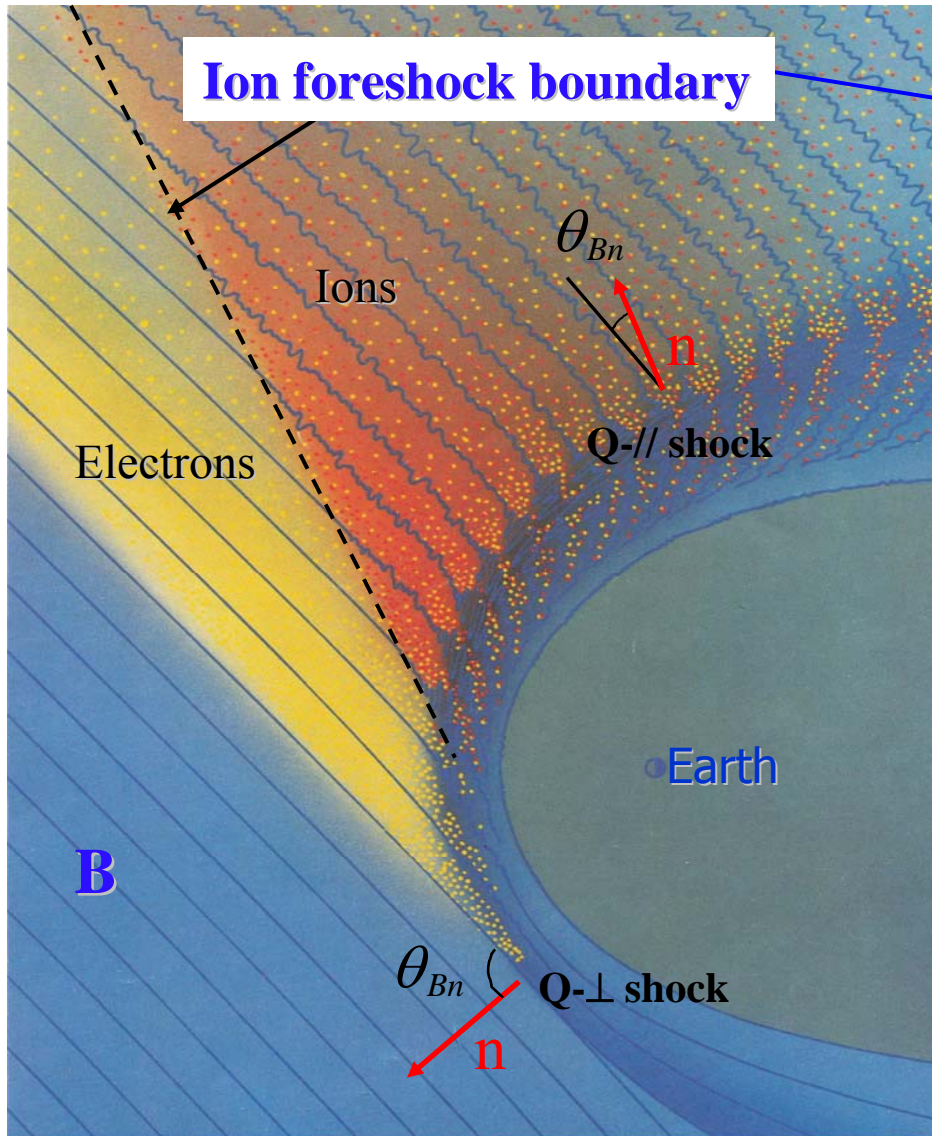 Ion foreshock boundary
θBn
Ions
n
Q-// shock
Electrons
Earth
B
θBn
Q-⊥ shock
n